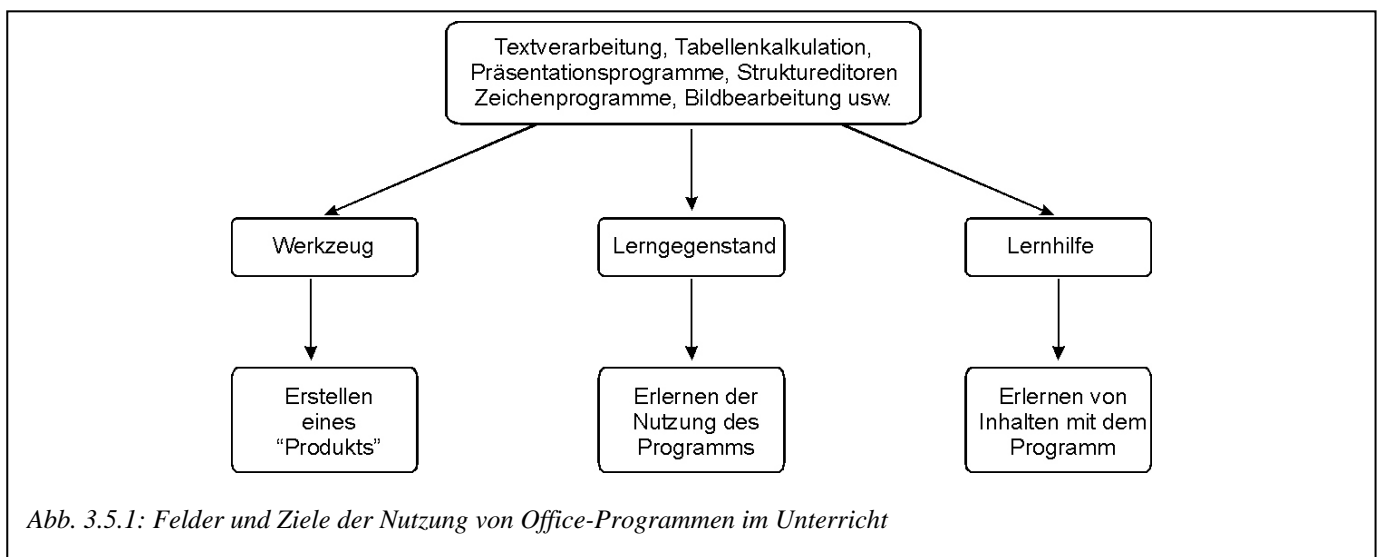 Textverarbeitung, Tabellenkalkulation,
Präsentationsprogramme, Struktureditoren
Zeichenprogramme, Bildbearbeitung usw.
Werkzeug
Lerngegenstand
Lernhilfe
Erstellen
eines
“Produkts”
Erlernen der
Nutzung des
Programms
Erlernen von
Inhalten mit dem
Programm
Abb. 3.5.1: Felder und Ziele der Nutzung von Office-Programmen im Unterricht